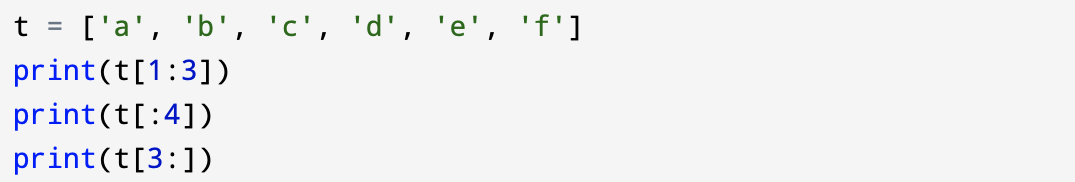 t = ['a', 'b', 'c', 'd', 'e', 'f']
print(t[1:3])
print(t[:4])
print(t[3:])